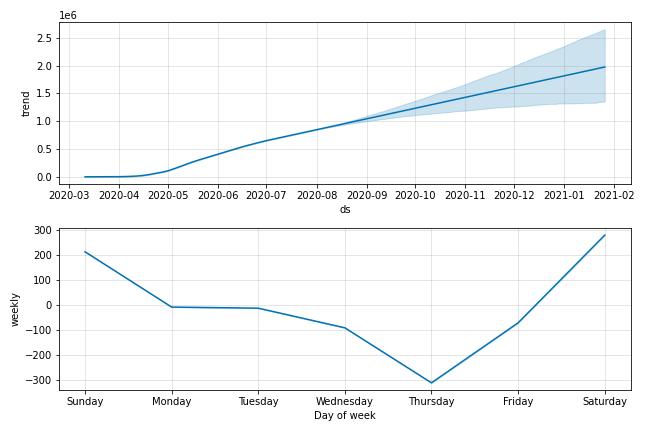 1e6
2.5
2.0
1.5
1.0
0.5
0.0
trend
2020-03 2020-04 2020-05 2020-06 2020-07 2020-08 2020-09 2020-10 2020-11 2020-12 2021-01 2021-02
ds
300
200
100
0
−100
−200
−300
weekly
Sunday Monday Tuesday Wednesday Thursday Friday Saturday
Day of week